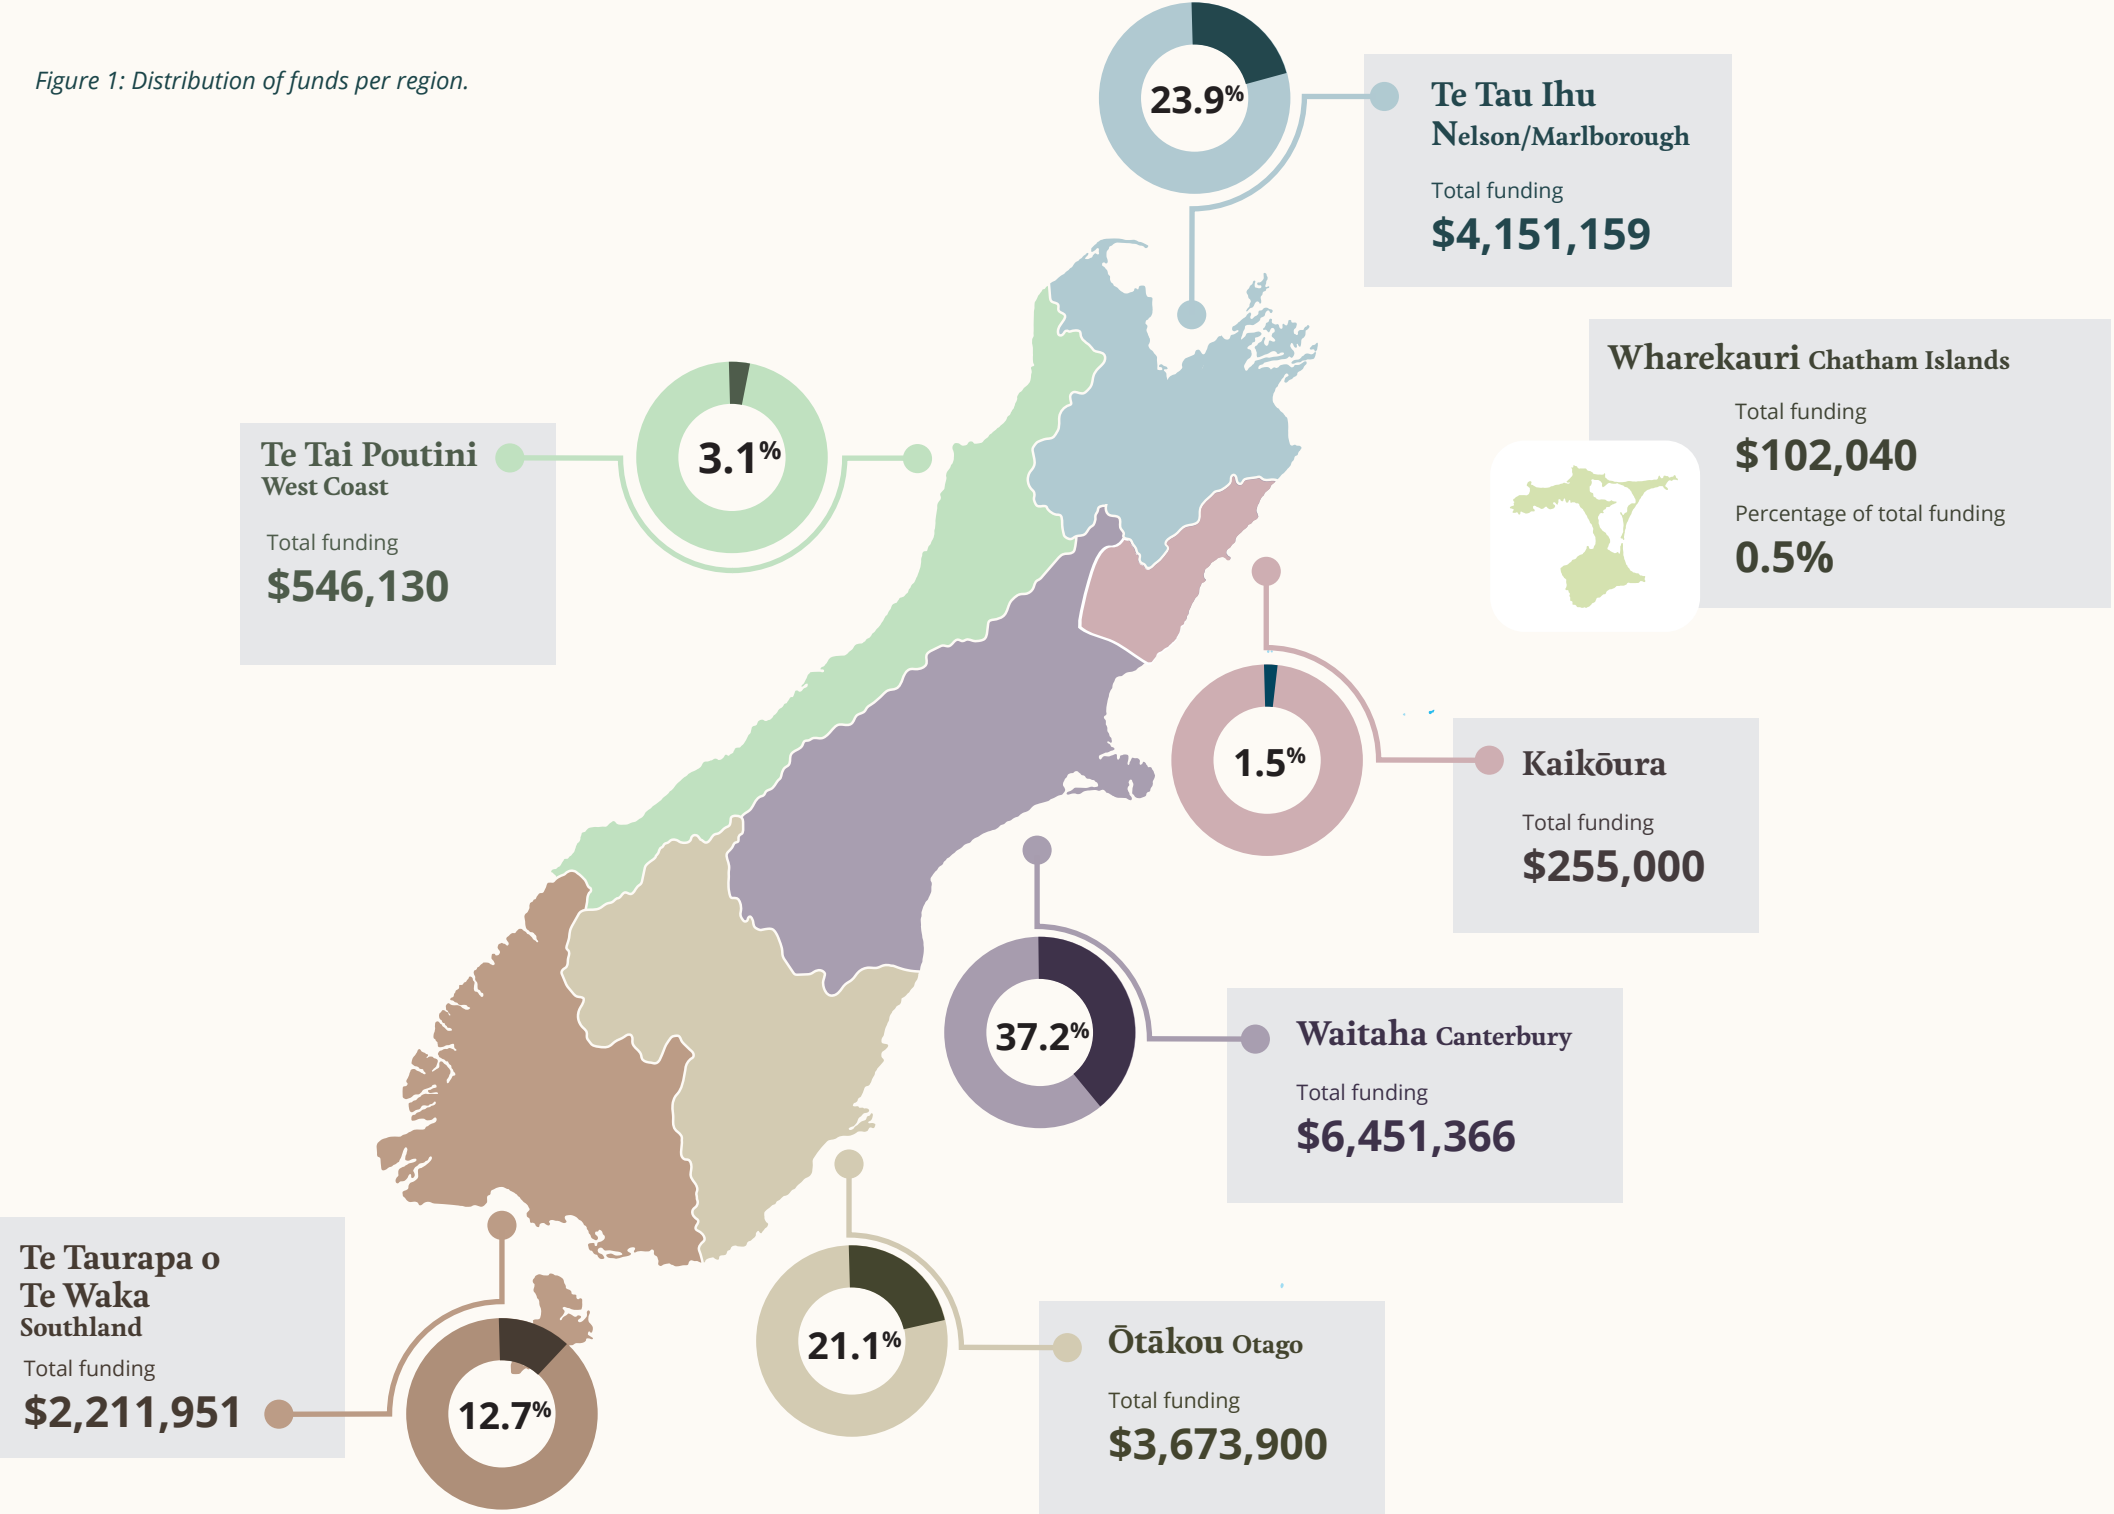 Figure 1: Distribution of funds per region.
23.9%
Te Tau Ihu
Nelson/Marlborough
Total funding
$4,151,159
Wharekauri Chatham Islands
Total funding
$102,040
Percentage of total funding
0.5%
Te Tai Poutini
West Coast
Total funding
$546,130
3.1%
1.5%
Kaikōura
Total funding
$255,000
37.2%
Waitaha Canterbury
Total funding
$6,451,366
Te Taurapa o
Te Waka
Southland
Total funding
$2,211,951
12.7%
21.1%
Ōtākou Otago
Total funding
$3,673,900